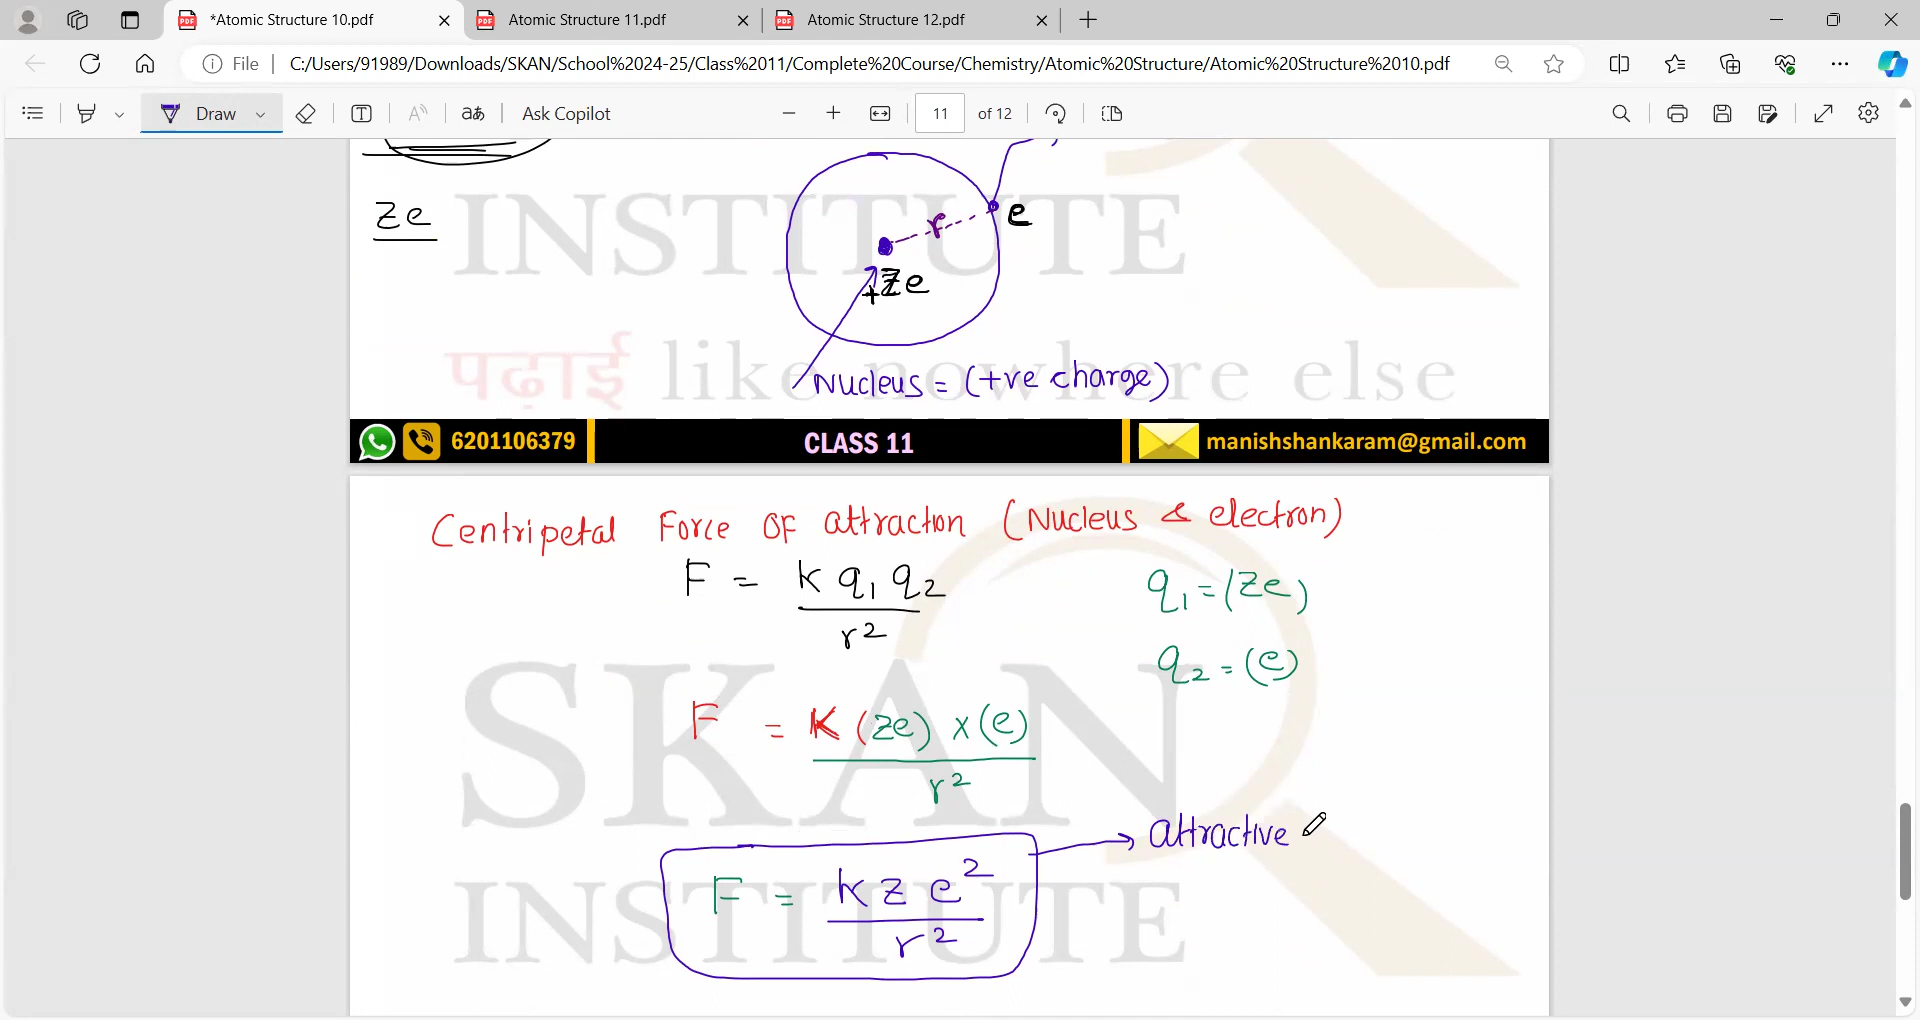 *Atomic Structure 10.pdf
Atomic Structure 11.pdf
Atomic Structure 12.pdf
File
C:/Users/91989/Downloads/SKAN/School%2024-25/Class%2011/Complete%20Course/Chemistry/Atomic%20Structure/Atomic%20Structure%2010.pdf
Draw
Ask Copilot
11 of 12
INSTITUTE
ze
r
e
+ze
पढ़ाई like nowhere else
Nucleus = (+ve charge)
6201106379
CLASS 11
manishshankaram@gmail.com
Centripetal Force OF attraction (Nucleus & electron)
F = K q₁ q₂
r²
q₁ = (ze)
q₂ = (e)
SKAN
F = K (ze) × (e)
r²
attractive
F = K z e²
r²
INSTITUTE